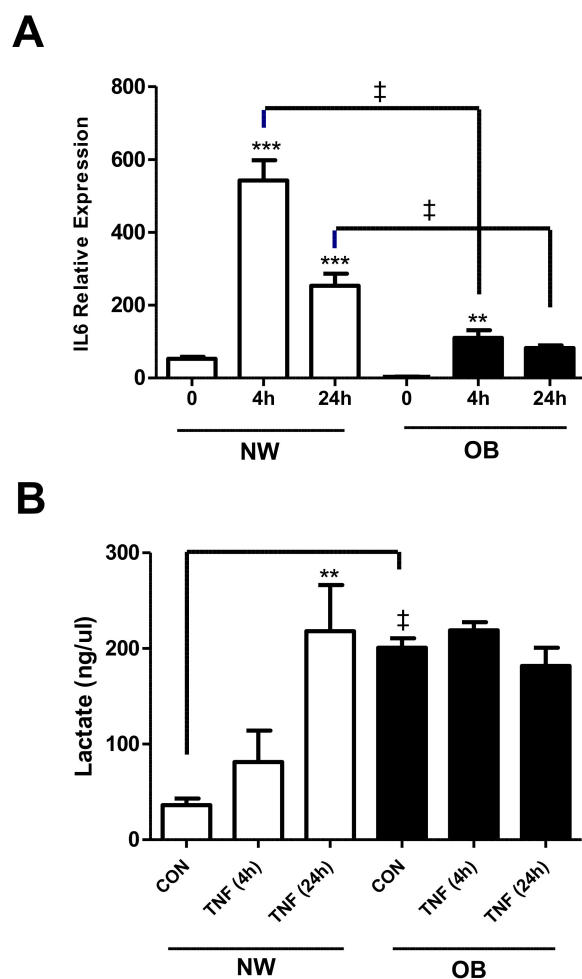 A
800
‡
600
***
IL6 Relative Expression
400
‡
***
200
**
0
0 4h 24h 0 4h 24h
NW OB
B
300
**
‡
200
Lactate (ng/ul)
100
0
CON TNF (4h) TNF (24h) CON TNF (4h) TNF (24h)
NW OB